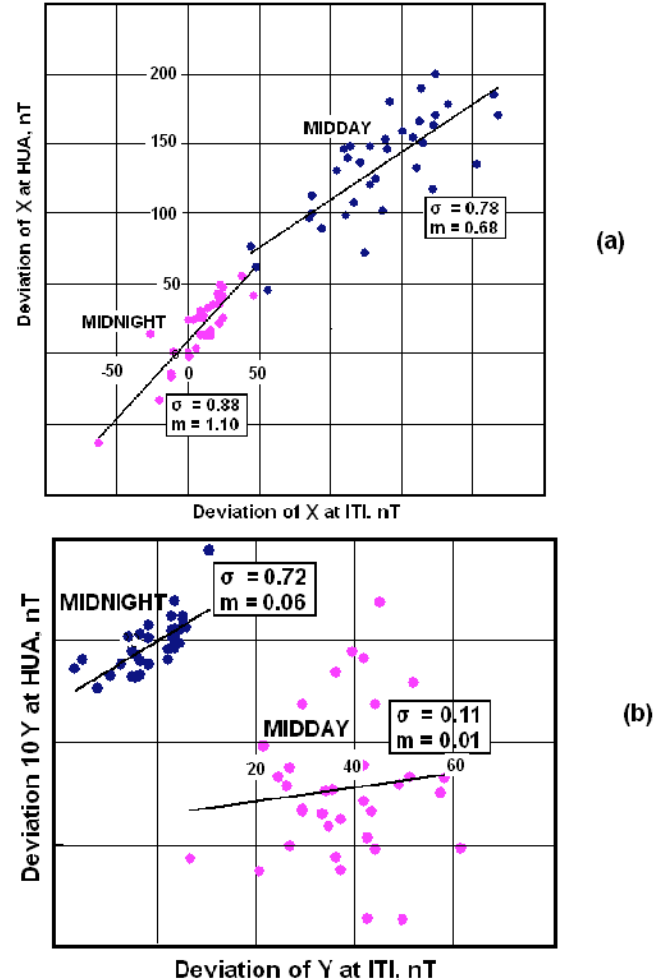 200
Deviation of X at HUA, nT
MIDDAY
150
σ = 0.78
m = 0.68
(a)
100
50
MIDNIGHT
-50 0 50
σ = 0.88
m = 1.10
Deviation of X at ITI. nT
σ = 0.72
m = 0.06
MIDNIGHT
Deviation 10Y at HUA, nT
σ = 0.11
m = 0.01
(b)
MIDDAY
20 40 60
Deviation of Y at ITI. nT